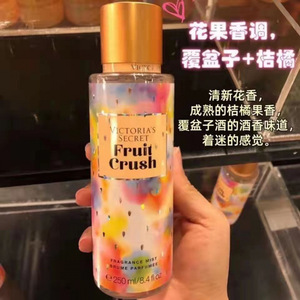 花果香调,
覆盆子+桔橘
清新花香,
成熟的桔橘果香,
覆盆子酒的酒香味道,
着迷的感觉。
VICTORIA'S
SECRET
Fruit
Crush
FRAGRANCE MIST
BRUME PARFUMÉE
e 250 ml/8.4 fl oz